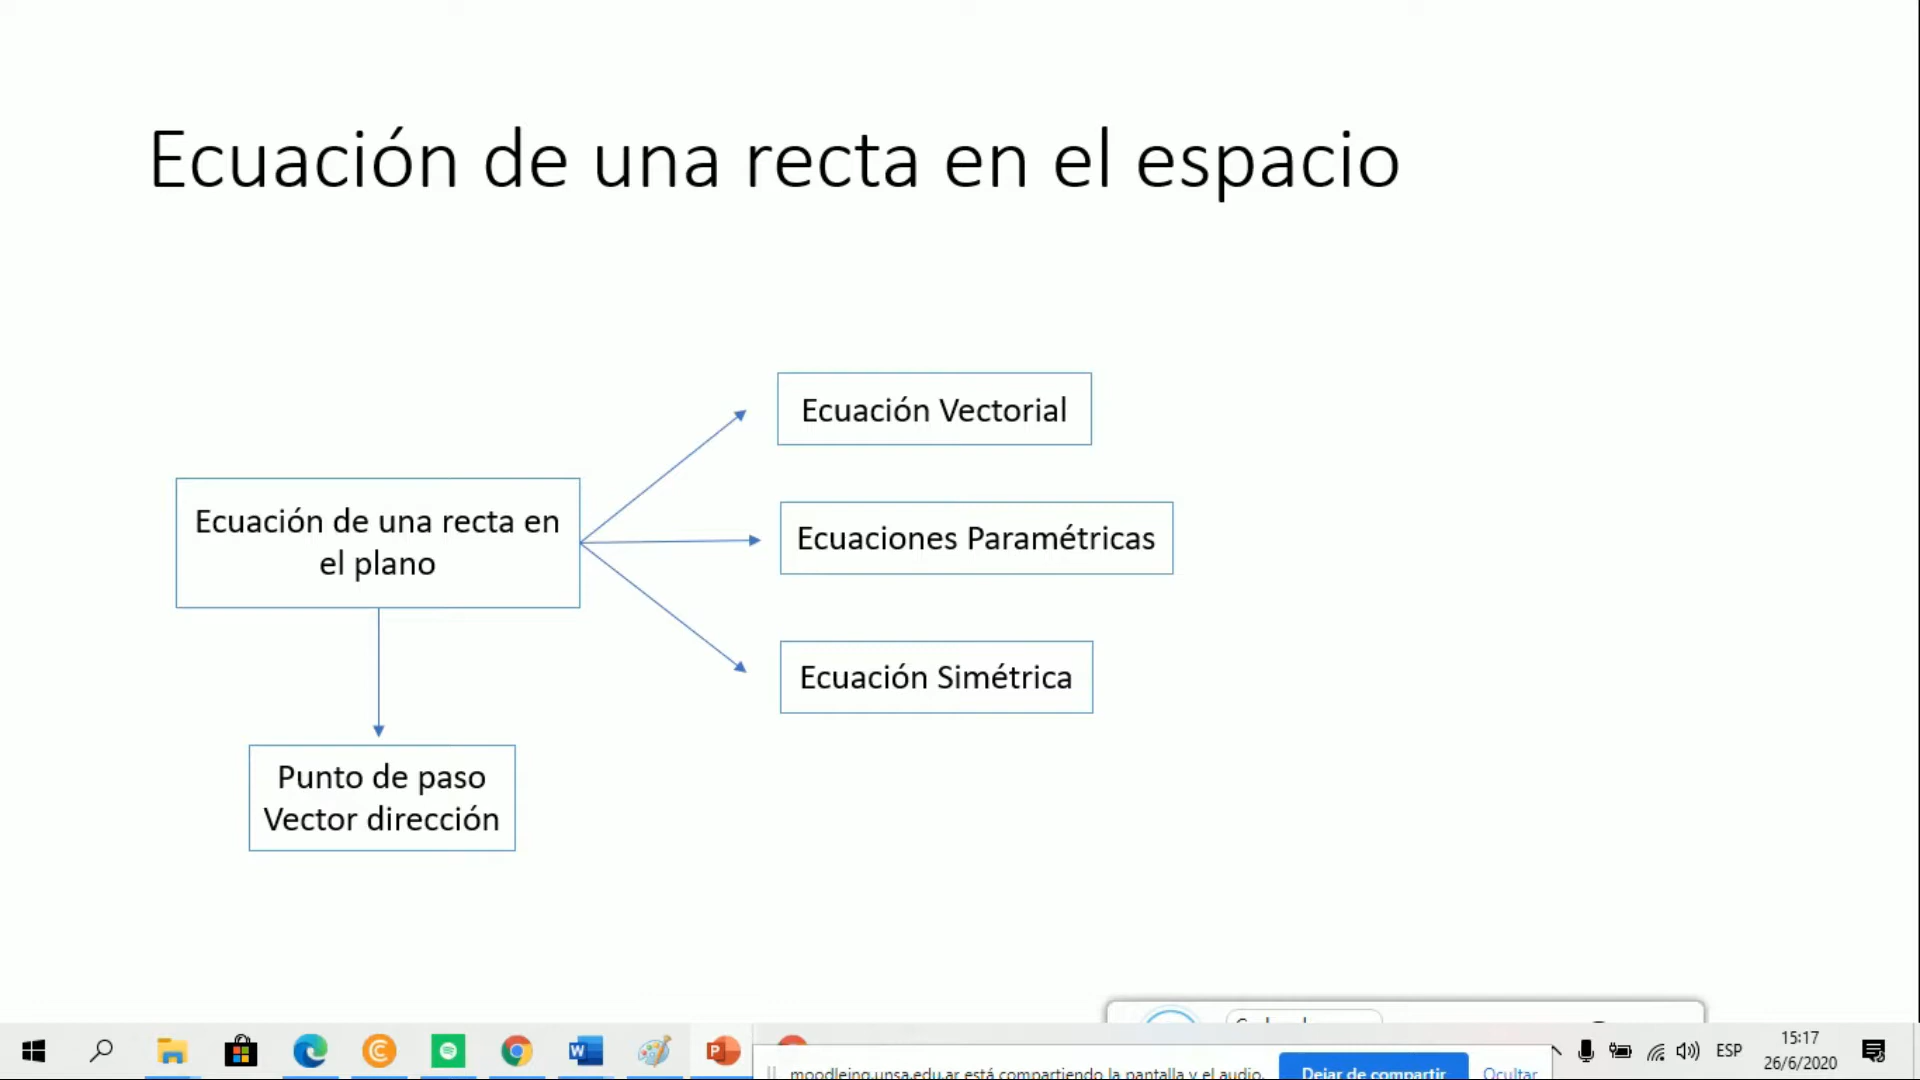 Ecuación de una recta en el espacio
Ecuación Vectorial
Ecuación de una recta en
el plano
Ecuaciones Paramétricas
Ecuación Simétrica
Punto de paso
Vector dirección
moodleing.unsa.edu.ar está compartiendo la pantalla y el audio.
Dejar de compartir
Ocultar
ESP
15:17
26/6/2020